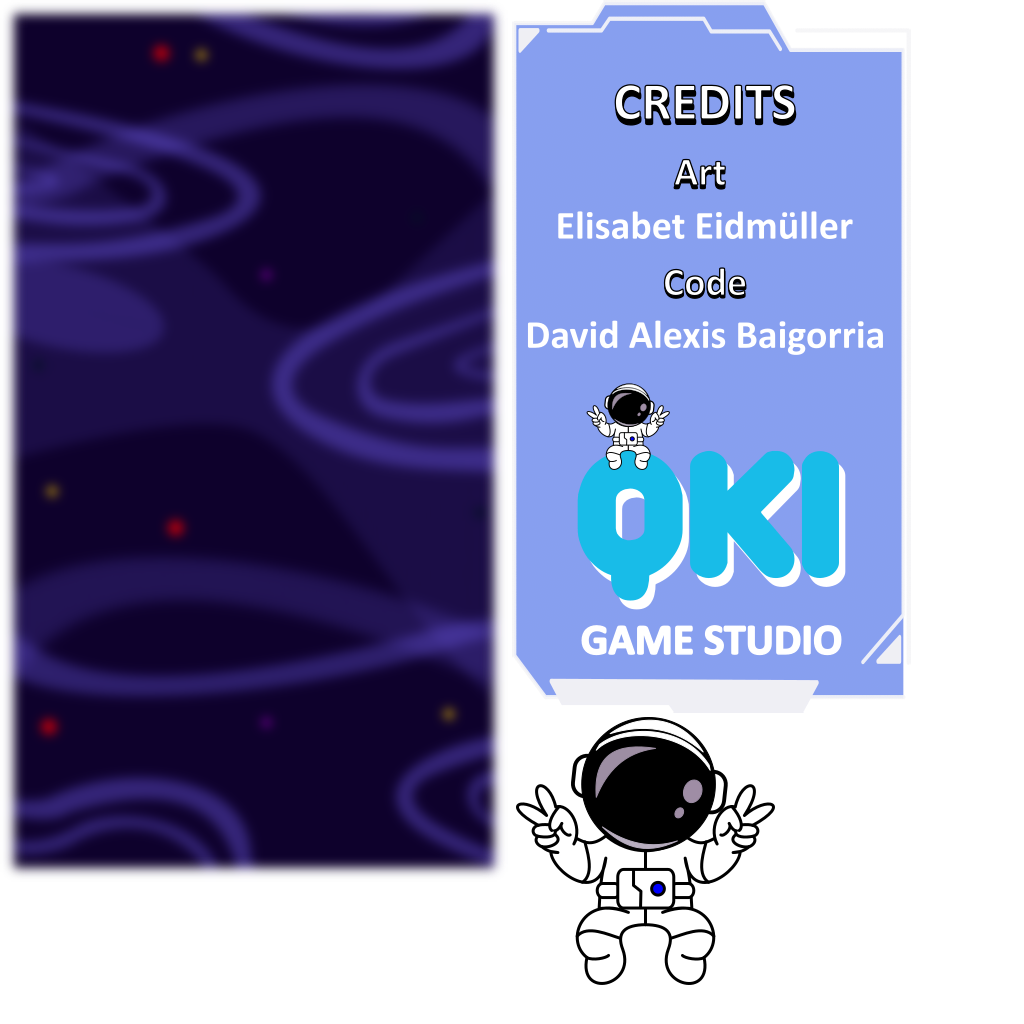 CREDITS
Art
Elisabet Eidmüller
Code
David Alexis Baigorria
QKI
GAME STUDIO